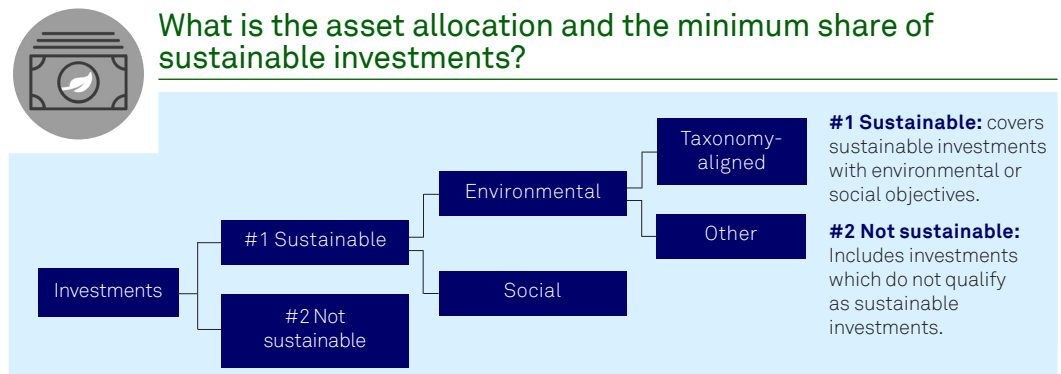 What is the asset allocation and the minimum share of
sustainable investments?
Investments
#1 Sustainable
#2 Not
sustainable
Environmental
Social
Taxonomy-
aligned
Other
#1 Sustainable: covers
sustainable investments
with environmental or
social objectives.
#2 Not sustainable:
Includes investments
which do not qualify
as sustainable
investments.